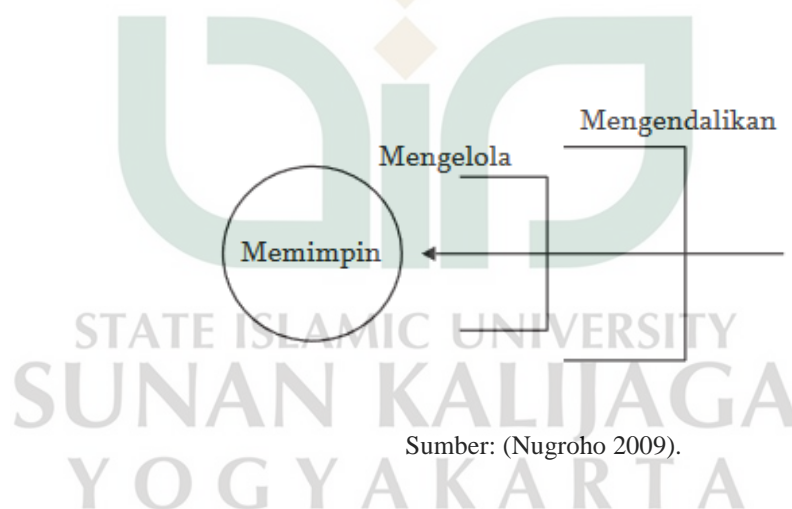 Mengendalikan
Mengelola
Memimpin
STATE ISLAMIC UNIVERSITY
SUNAN KALIJAGA
Sumber: (Nugroho 2009).
YOGYAKARTA